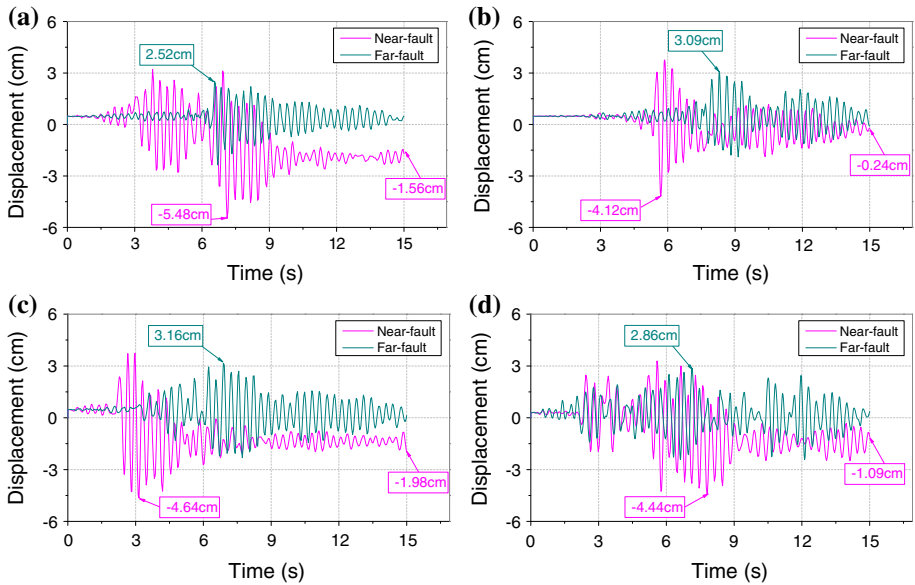 (a)
Displacement (cm)
6
3
0
-3
-6
2.52cm
Near-fault
Far-fault
-5.48cm
-1.56cm
0 3 6 9 12 15
Time (s)
(b)
Displacement (cm)
6
3
0
-3
-6
3.09cm
Near-fault
Far-fault
-4.12cm
-0.24cm
0 3 6 9 12 15
Time (s)
(c)
Displacement (cm)
6
3
0
-3
-6
3.16cm
Near-fault
Far-fault
-4.64cm
-1.98cm
0 3 6 9 12 15
Time (s)
(d)
Displacement (cm)
6
3
0
-3
-6
2.86cm
Near-fault
Far-fault
-4.44cm
-1.09cm
0 3 6 9 12 15
Time (s)